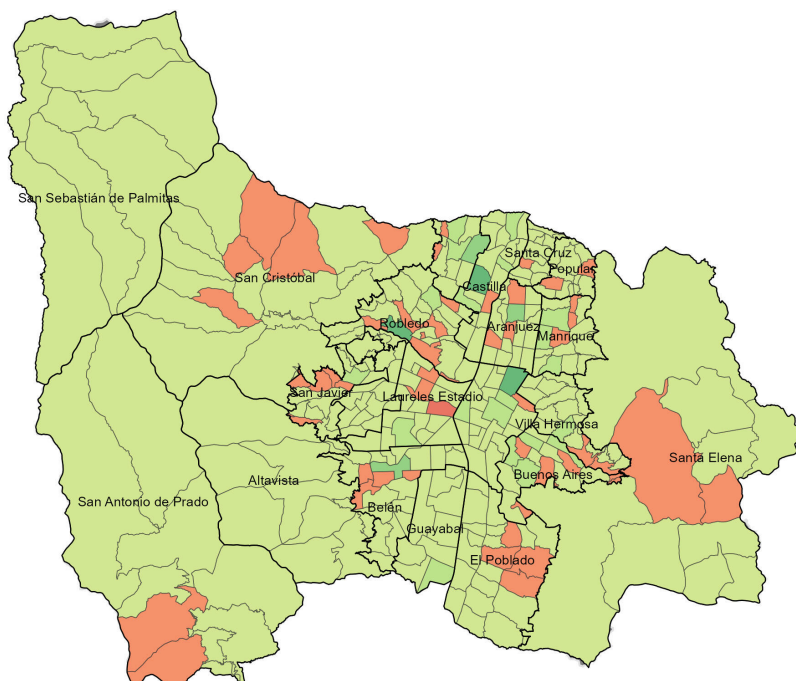 San Sebastián de Palmitas
San Cristóbal
Santa Cruz
Popular
Castilla
Robledo
Aranjuez
Manrique
San Javier
Laureles Estadio
Villa Hermosa
Santa Elena
Buenos Aires
Altavista
San Antonio de Prado
Belén
Guayabal
El Poblado